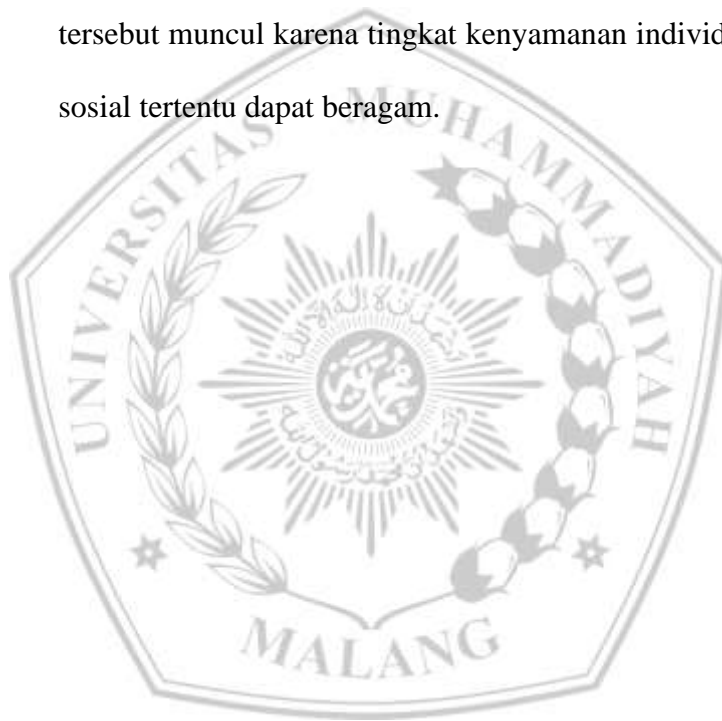 tersebut muncul karena tingkat kenyamanan individ
sosial tertentu dapat beragam.
UNIVERSITAS MUHAMMADIYAH
MALANG